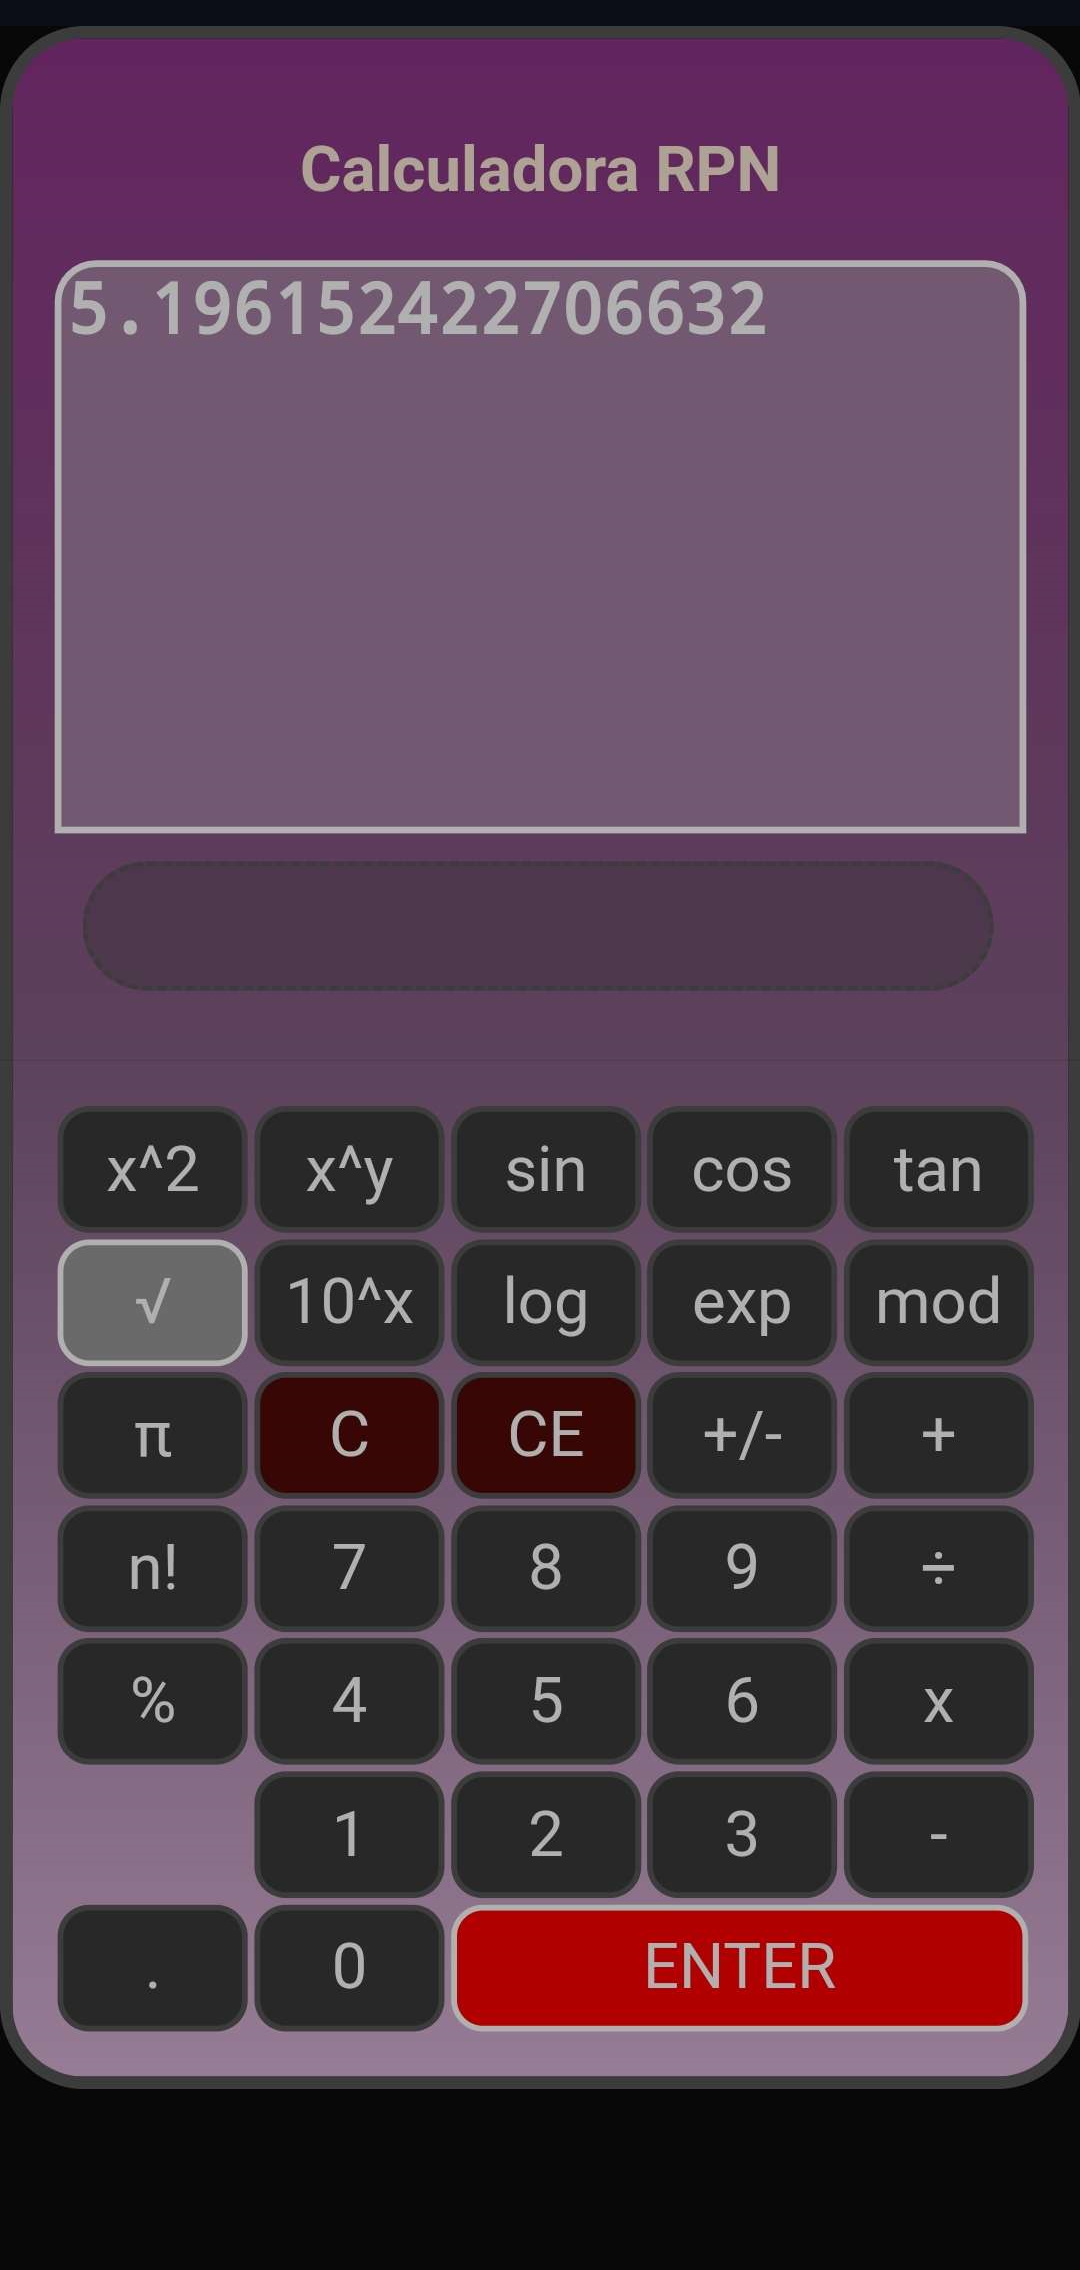 Calculadora RPN
5.196152422706632
x^2 x^y sin cos tan
√ 10^x log exp mod
π C CE +/- +
n! 7 8 9 ÷
% 4 5 6 x
1 2 3 -
. 0 ENTER